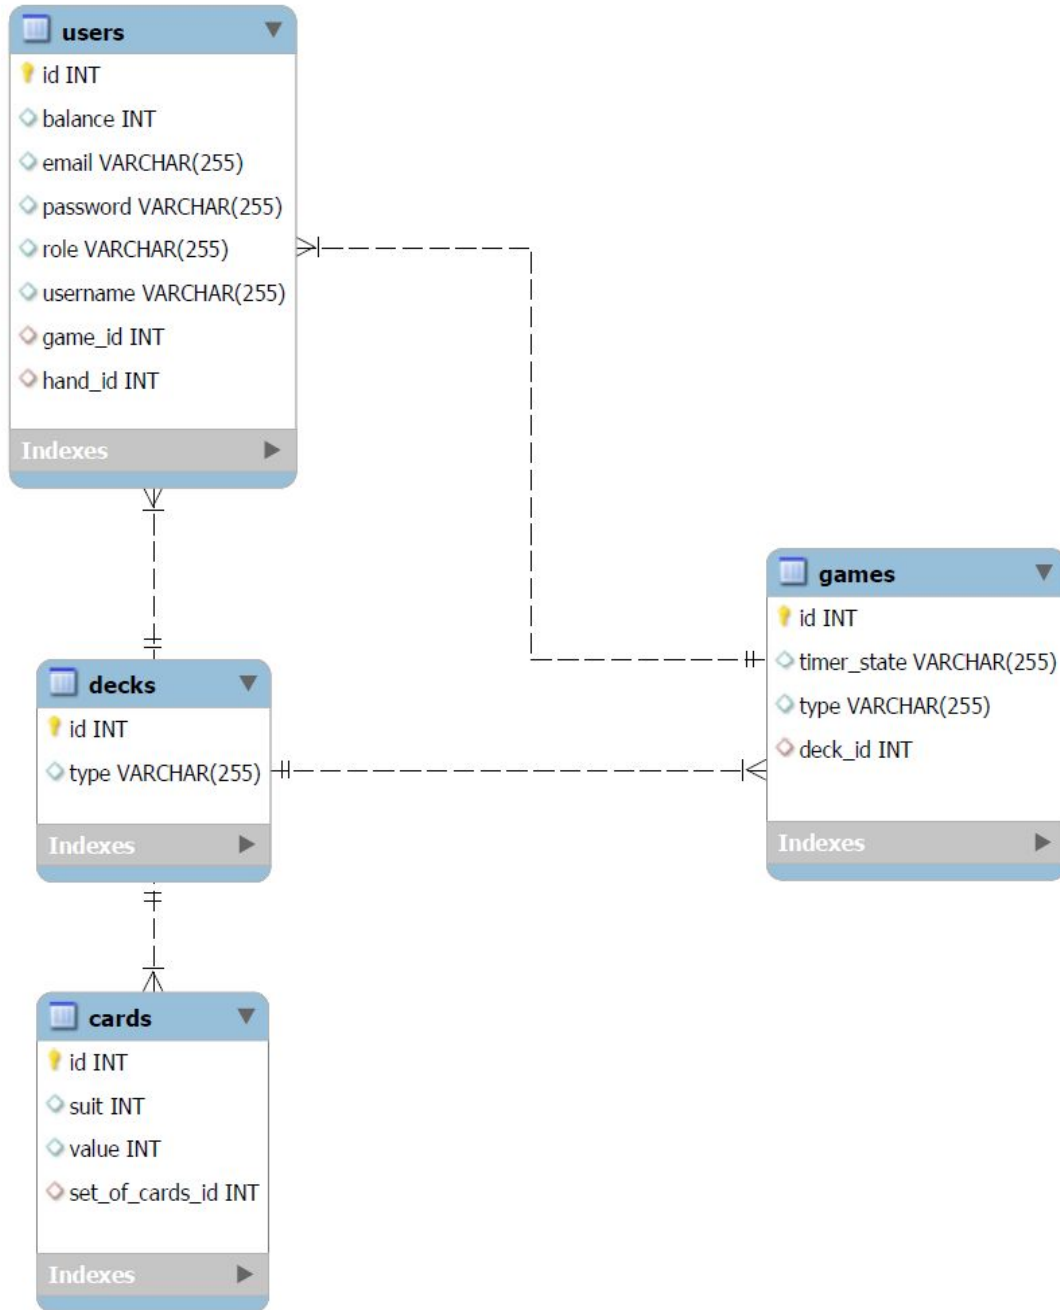 users
id INT
balance INT
email VARCHAR(255)
password VARCHAR(255)
role VARCHAR(255)
username VARCHAR(255)
game_id INT
hand_id INT
Indexes
decks
id INT
type VARCHAR(255)
Indexes
games
id INT
timer_state VARCHAR(255)
type VARCHAR(255)
deck_id INT
Indexes
cards
id INT
suit INT
value INT
set_of_cards_id INT
Indexes